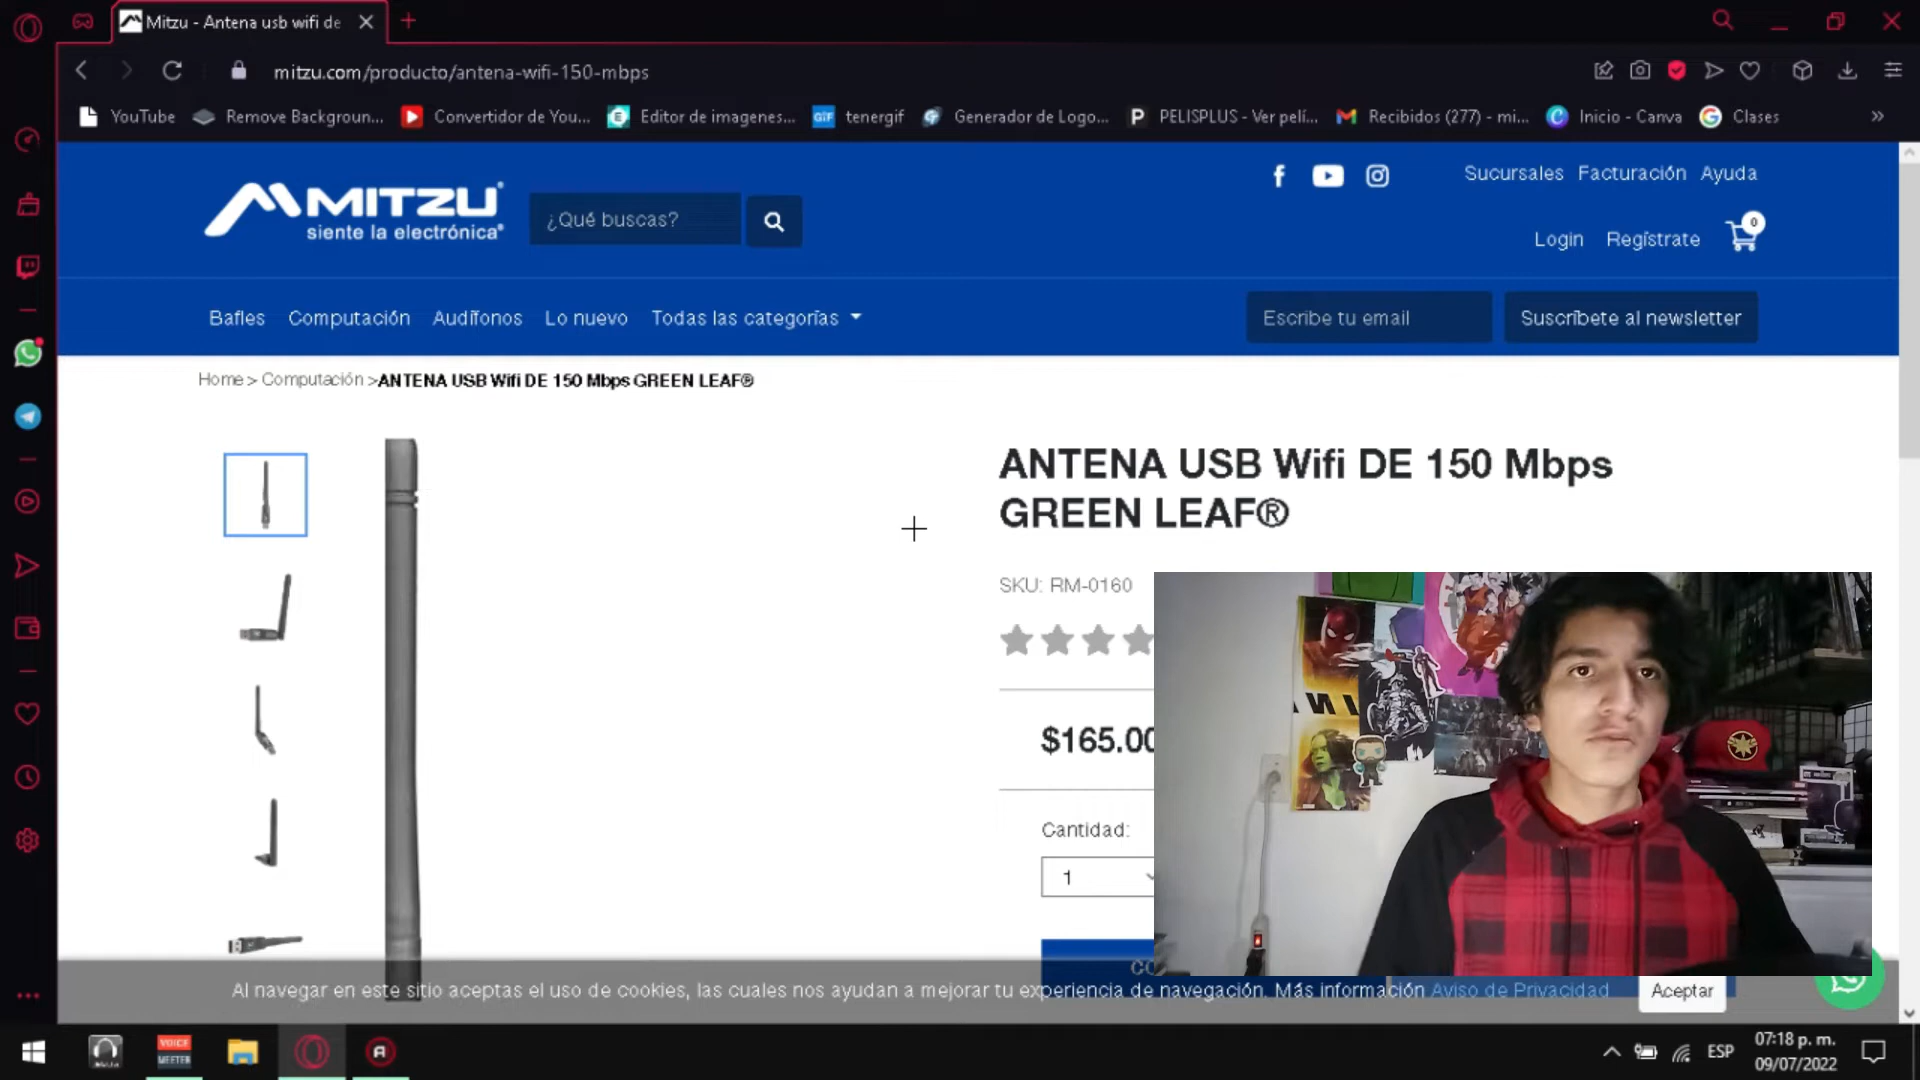 Mitzu - Antena usb wifi de
mitzu.com/producto/antena-wifi-150-mbps
YouTube
Remove Backgroun...
Convertidor de You...
Editor de imagenes...
GIF
tenergif
Generador de Logo...
PELISPLUS - Ver pelí...
Recibidos (277) - mi...
Inicio - Canva
Clases
MITZU
siente la electrónica
¿Qué buscas?
Sucursales Facturación Ayuda
Login Regístrate
0
Bafles Computación Audífonos Lo nuevo Todas las categorías
Escribe tu email
Suscríbete al newsletter
Home > Computación >ANTENA USB Wifi DE 150 Mbps GREEN LEAF®
ANTENA USB Wifi DE 150 Mbps
GREEN LEAF®
SKU: RM-0160
$165.00
Cantidad:
1
Al navegar en este sitio aceptas el uso de cookies, las cuales nos ayudan a mejorar tu experiencia de navegación. Más información Aviso de Privacidad
Aceptar
VOICE
MEETER
ESP
07:18 p. m.
09/07/2022